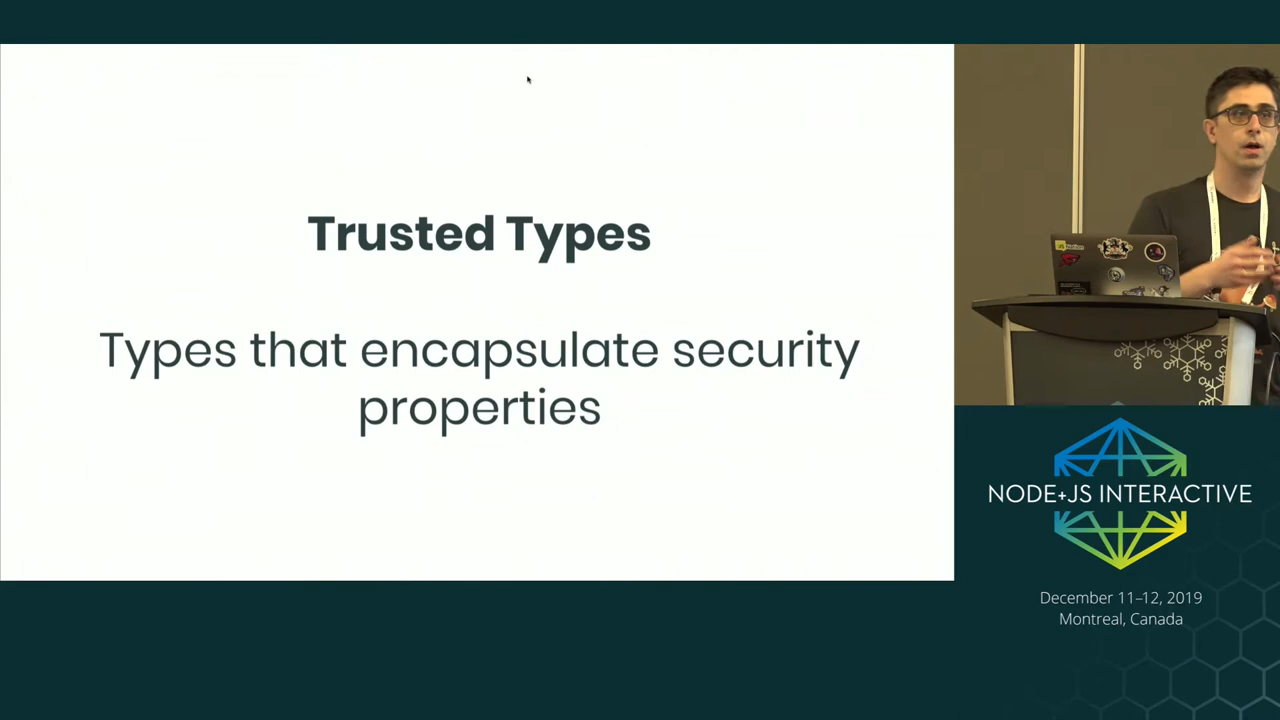 Trusted Types
Types that encapsulate security
properties
NODE+JS INTERACTIVE
December 11–12, 2019
Montreal, Canada